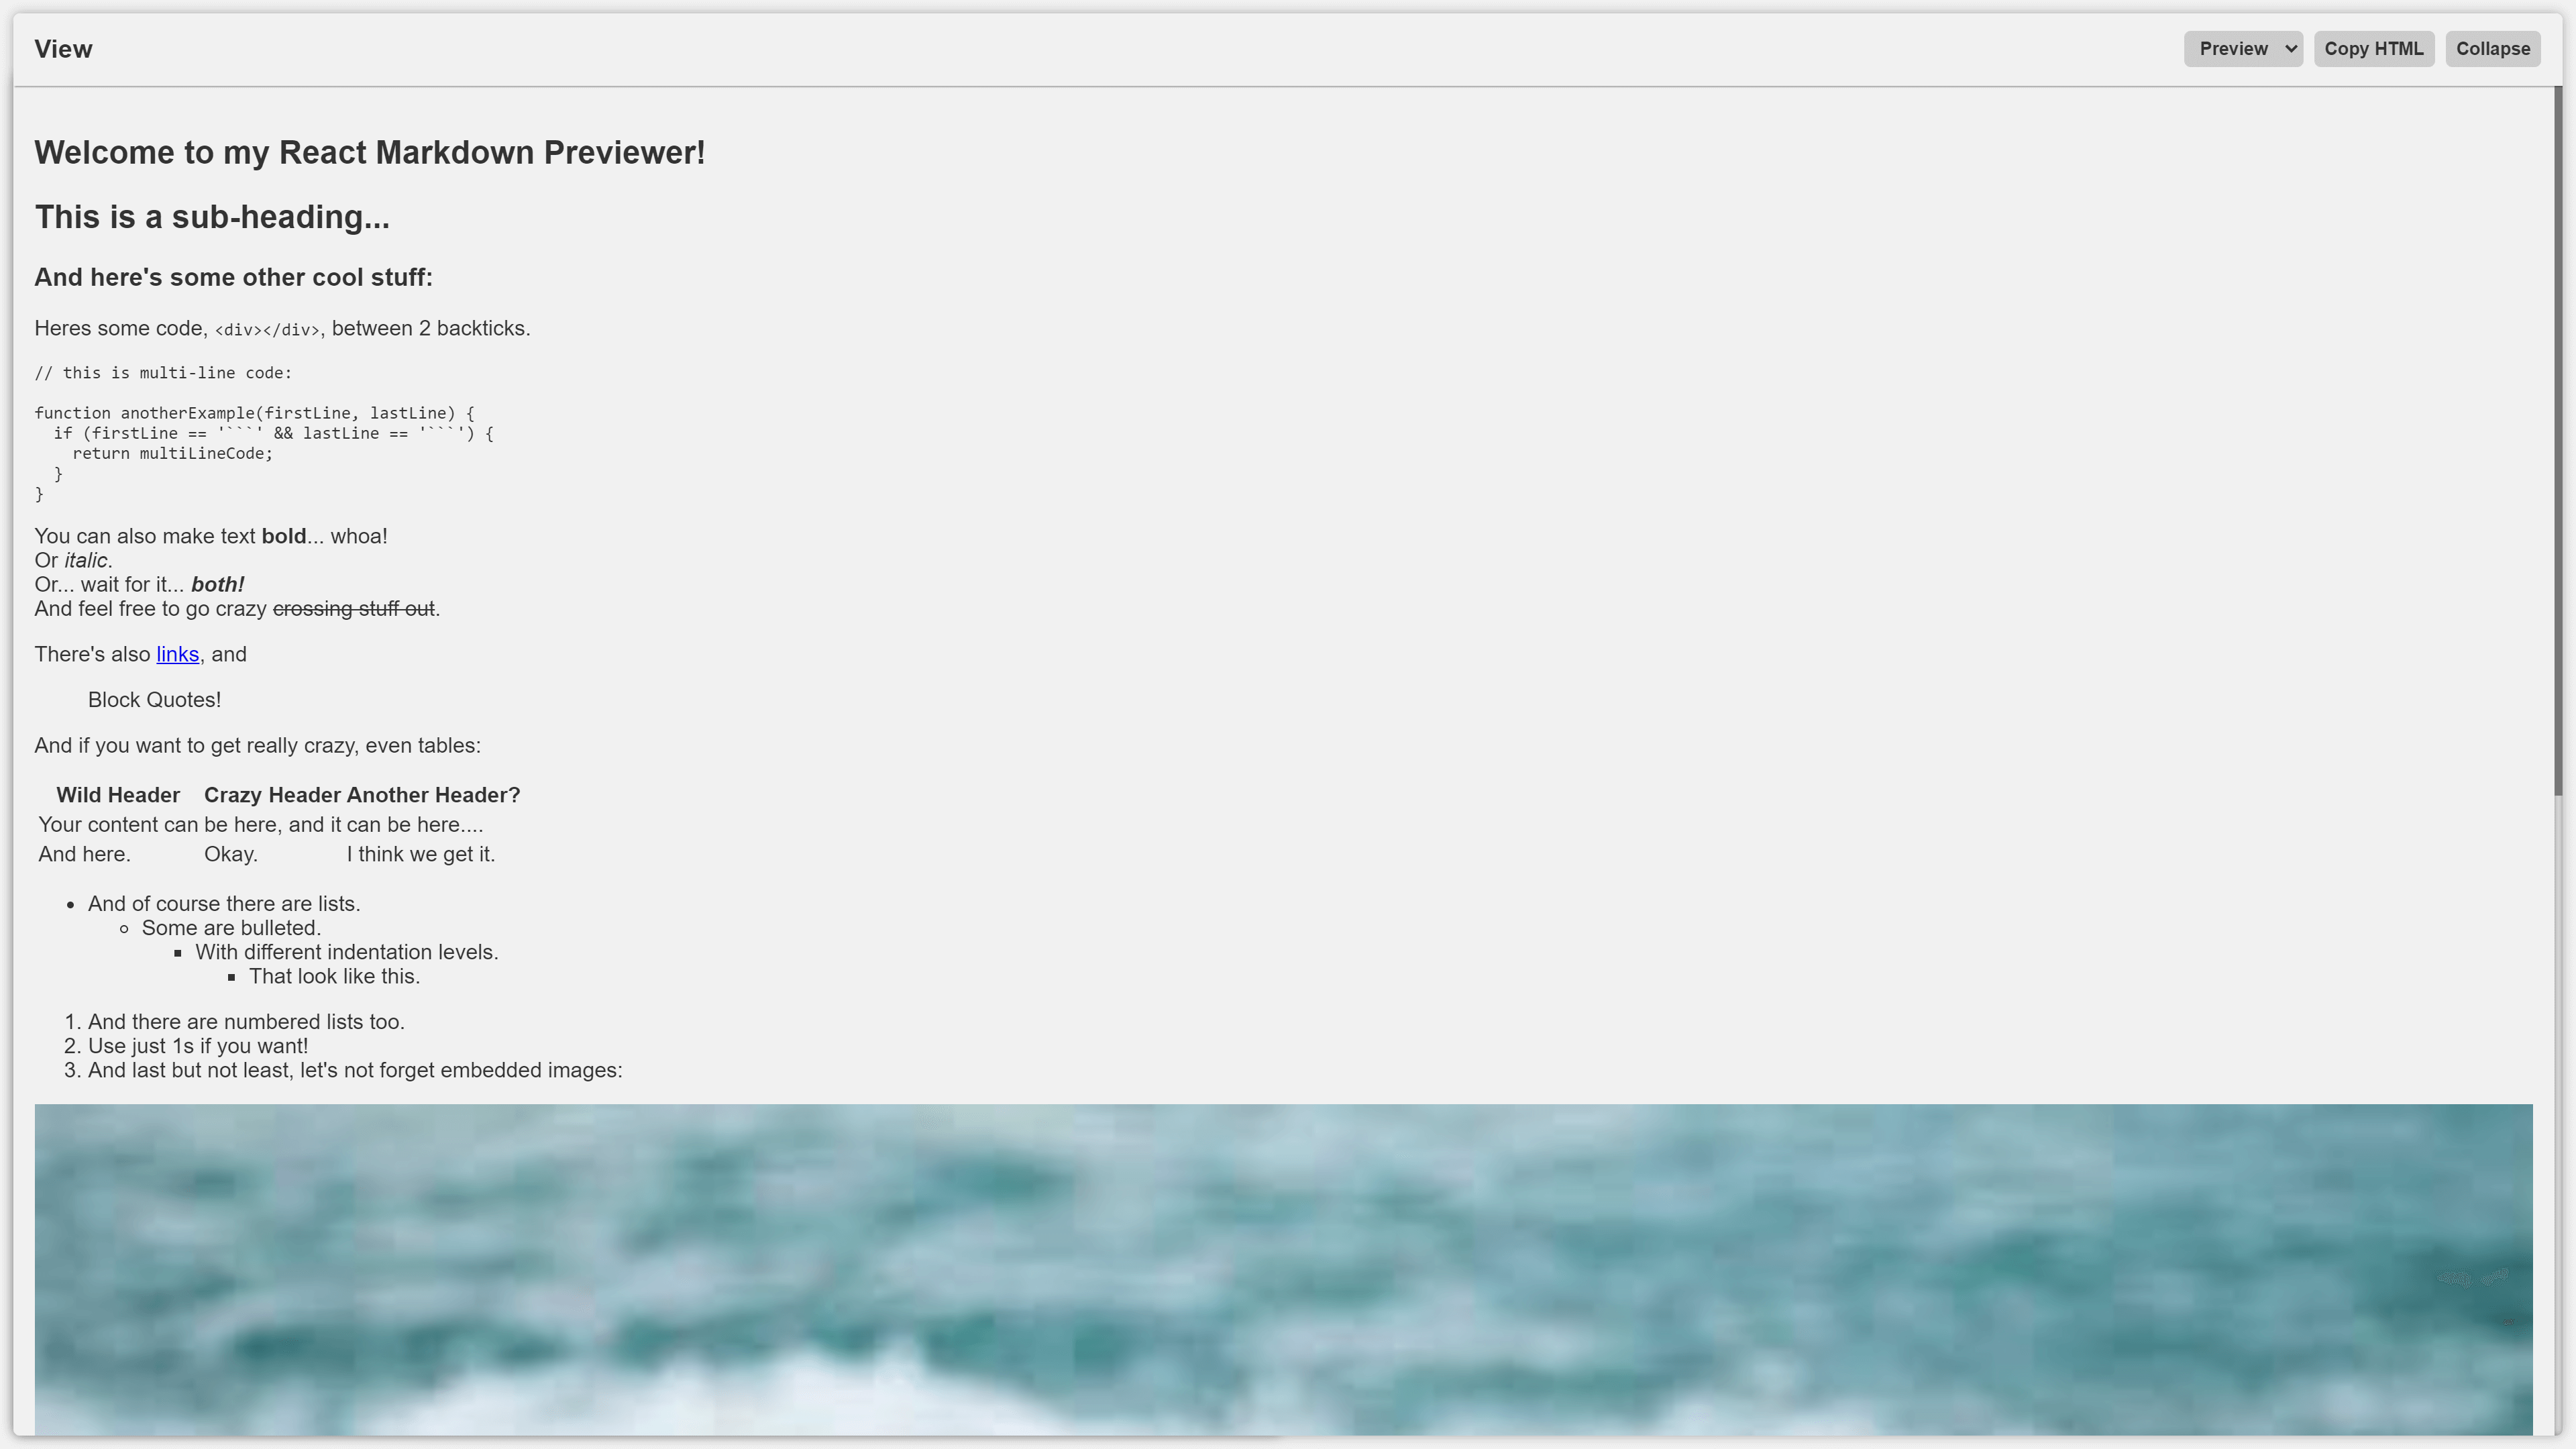 View
Preview
Copy HTML
Collapse
Welcome to my React Markdown Previewer!
This is a sub-heading...
And here's some other cool stuff:
Heres some code, <div></div>, between 2 backticks.
// this is multi-line code:
function anotherExample(firstLine, lastLine) {
  if (firstLine == '```' && lastLine == '```') {
    return multiLineCode;
  }
}
You can also make text bold... whoa!
Or italic.
Or... wait for it... both!
And feel free to go crazy crossing stuff out.
There's also links, and
Block Quotes!
And if you want to get really crazy, even tables:
Wild Header Crazy Header Another Header?
Your content can be here, and it can be here....
And here. Okay. I think we get it.
• And of course there are lists.
◦ Some are bulleted.
▪ With different indentation levels.
▪ That look like this.
1. And there are numbered lists too.
2. Use just 1s if you want!
3. And last but not least, let's not forget embedded images: